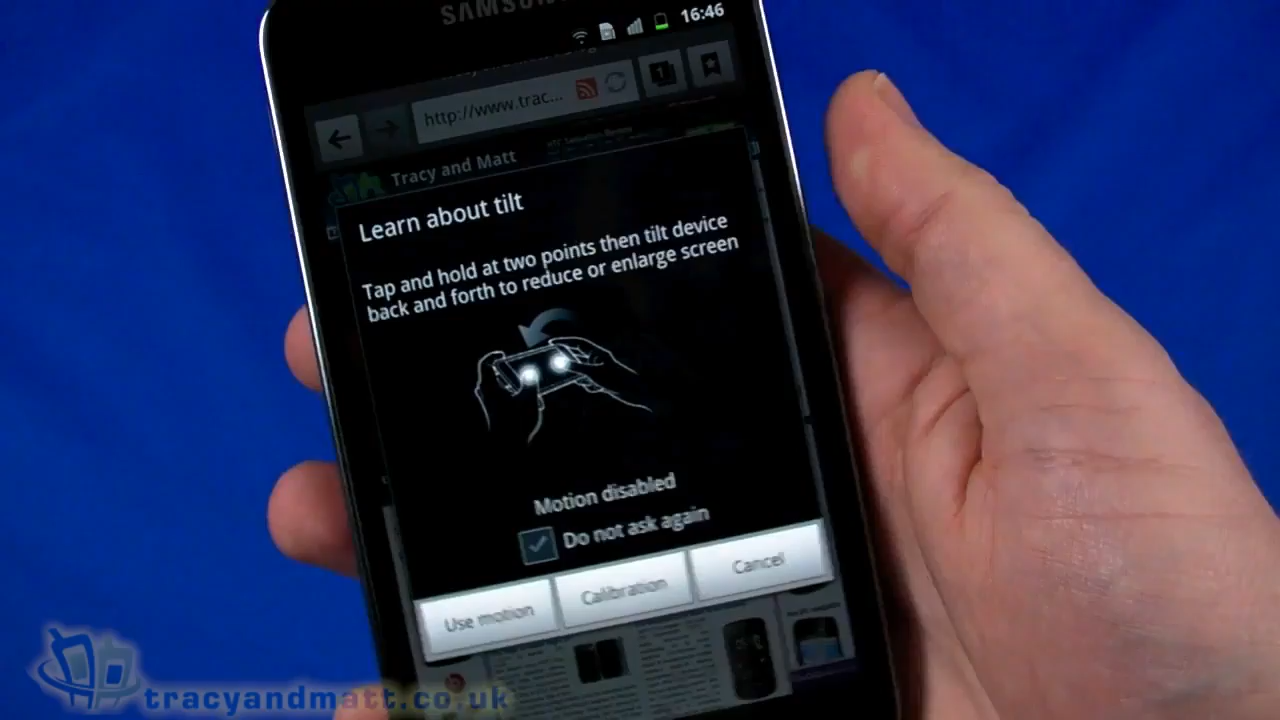 SAMSUNG
16:46
http://www.trac...
1
Tracy and Matt
Learn about tilt
Tap and hold at two points then tilt device
back and forth to reduce or enlarge screen
Motion disabled
Do not ask again
Use motion
Calibration
Cancel
tracyandmatt.co.uk